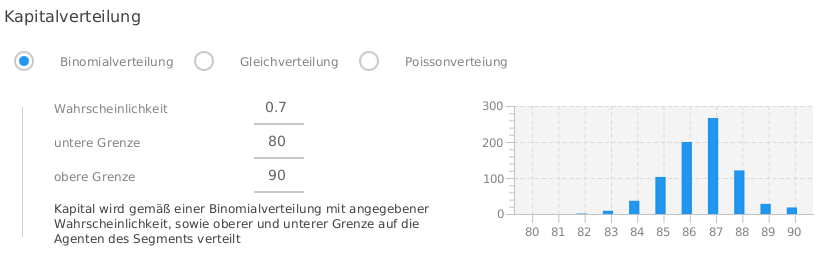 Kapitalverteilung
Binomialverteilung Gleichverteilung Poissonverteiung
Wahrscheinlichkeit 0.7
untere Grenze 80
obere Grenze 90
Kapital wird gemäß einer Binomialverteilung mit angegebener
Wahrscheinlichkeit, sowie oberer und unterer Grenze auf die
Agenten des Segments verteilt
300
200
100
0
80 81 82 83 84 85 86 87 88 89 90